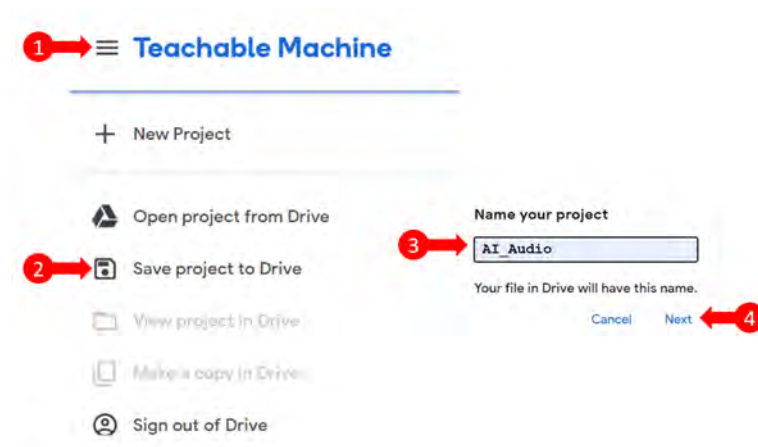 1 Teachable Machine
New Project
Open project from Drive
2 Save project to Drive
View project in Drive
Make a copy in Drive
Sign out of Drive
Name your project
3 AI_Audio
Your file in Drive will have this name.
Cancel Next 4